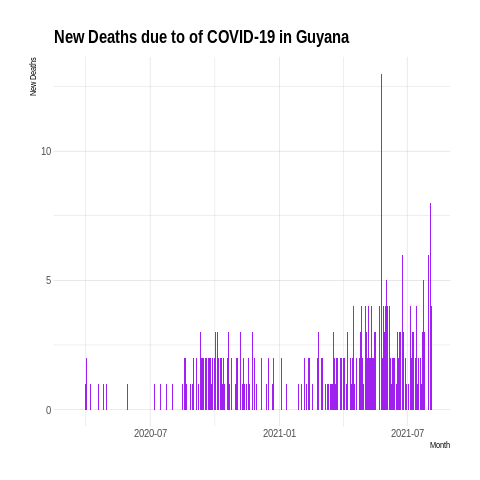 New Deaths due to of COVID-19 in Guyana
New Deaths
10
5
0
2020-07
2021-01
2021-07
Month